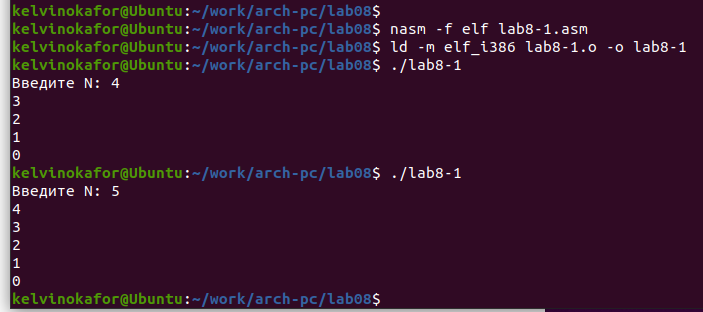 kelvinokafor@Ubuntu:~/work/arch-pc/lab08$
kelvinokafor@Ubuntu:~/work/arch-pc/lab08$ nasm -f elf lab8-1.asm
kelvinokafor@Ubuntu:~/work/arch-pc/lab08$ ld -m elf_i386 lab8-1.o -o lab8-1
kelvinokafor@Ubuntu:~/work/arch-pc/lab08$ ./lab8-1
Введите N: 4
3
2
1
0
kelvinokafor@Ubuntu:~/work/arch-pc/lab08$ ./lab8-1
Введите N: 5
4
3
2
1
0
kelvinokafor@Ubuntu:~/work/arch-pc/lab08$